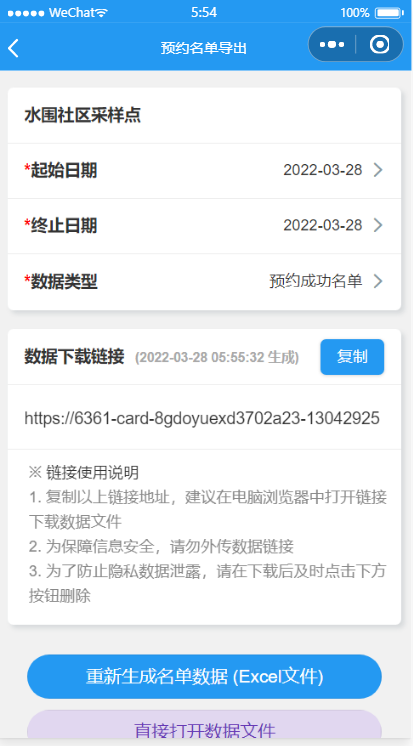 WeChat 5:54 100%
预约名单导出
水围社区采样点
*起始日期 2022-03-28
*终止日期 2022-03-28
*数据类型 预约成功名单
数据下载链接 (2022-03-28 05:55:32 生成) 复制
https://6361-card-8gdoyuexd3702a23-13042925
※ 链接使用说明
1. 复制以上链接地址，建议在电脑浏览器中打开链接
下载数据文件
2. 为保障信息安全，请勿外传数据链接
3. 为了防止隐私数据泄露，请在下载后及时点击下方
按钮删除
重新生成名单数据 (Excel文件)
直接打开数据文件